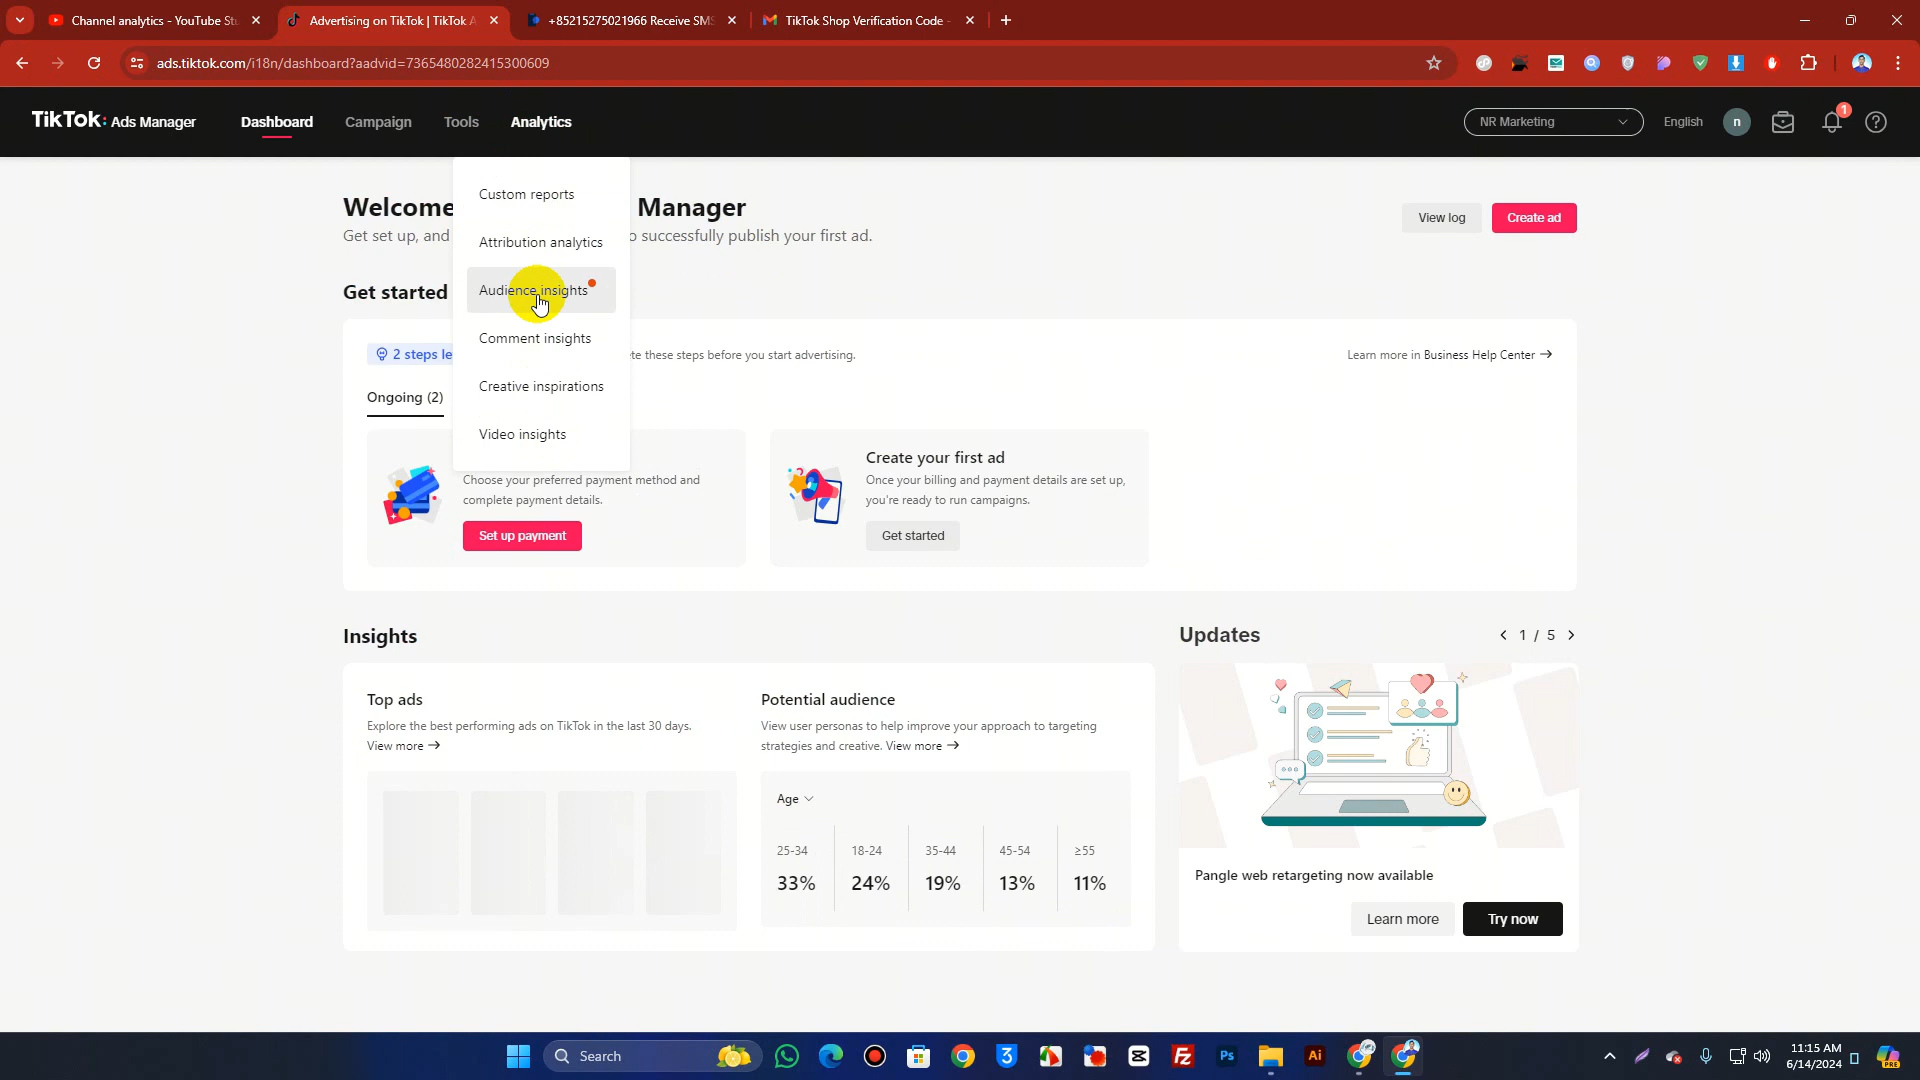 Channel analytics - YouTube Stu
Advertising on TikTok | TikTok A
+85215275021966 Receive SMS
TikTok Shop Verification Code -
ads.tiktok.com/i18n/dashboard?aadvid=7365480282415300609
TikTok: Ads Manager
Dashboard
Campaign
Tools
Analytics
NR Marketing
English
n
1
Custom reports
Attribution analytics
Audience insights
Comment insights
Creative inspirations
Video insights
Welcome
Manager
Get set up, and
o successfully publish your first ad.
View log
Create ad
Get started
2 steps le
te these steps before you start advertising.
Learn more in Business Help Center →
Ongoing (2)
Choose your preferred payment method and
complete payment details.
Set up payment
Create your first ad
Once your billing and payment details are set up,
you're ready to run campaigns.
Get started
Insights
Top ads
Explore the best performing ads on TikTok in the last 30 days.
View more →
Potential audience
View user personas to help improve your approach to targeting
strategies and creative. View more →
Age
25-34
18-24
35-44
45-54
≥55
33%
24%
19%
13%
11%
Updates
1 / 5
Pangle web retargeting now available
Learn more
Try now
Search
3
Fz
Ps
Ai
11:15 AM
6/14/2024
PRE